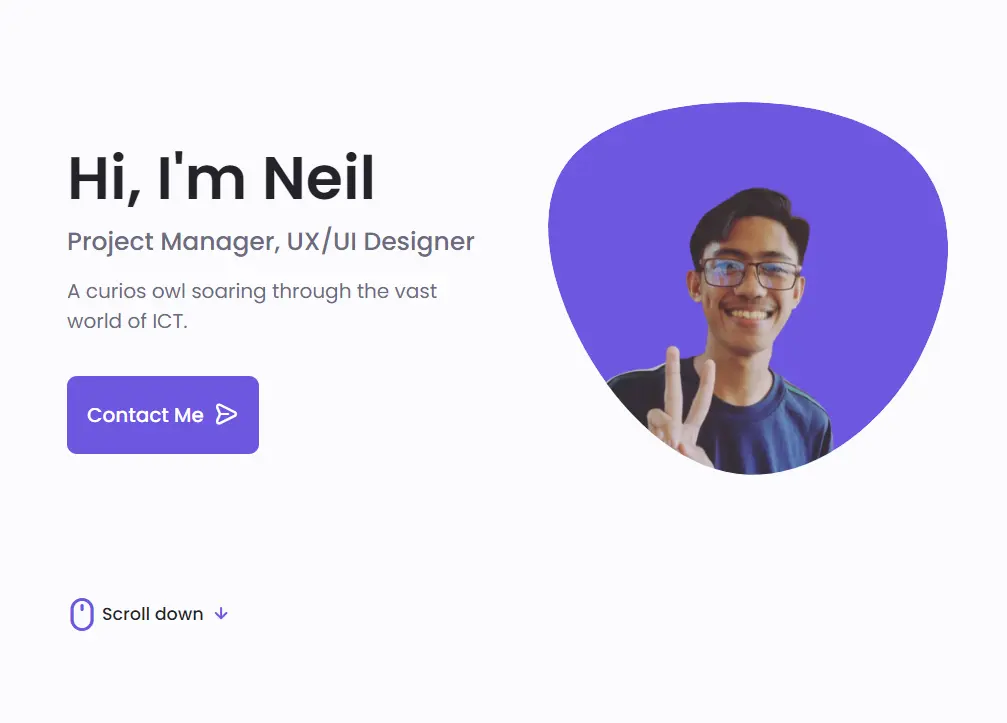 Hi, I'm Neil
Project Manager, UX/UI Designer
A curios owl soaring through the vast
world of ICT.
Contact Me
Scroll down